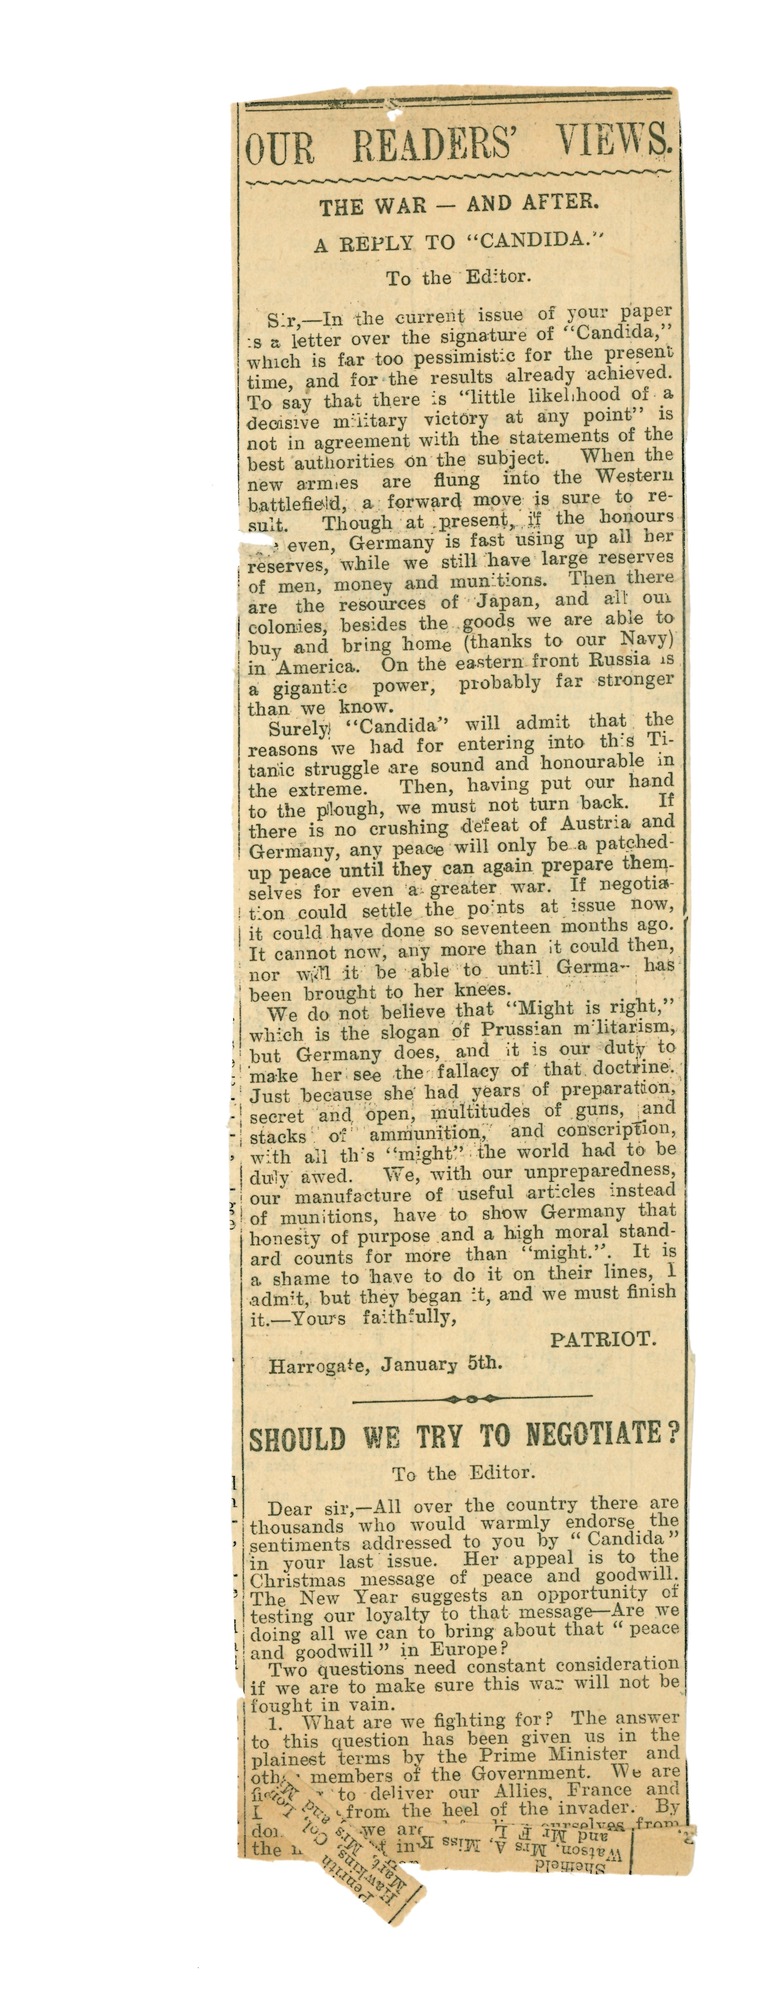 OUR READERS' VIEWS.
THE WAR — AND AFTER.
A REPLY TO "CANDIDA."
To the Editor.
Sir,—In the current issue of your paper
is a letter over the signature of "Candida,"
which is far too pessimistic for the present
time, and for the results already achieved.
To say that there is "little likelihood of a
decisive military victory at any point" is
not in agreement with the statements of the
best authorities on the subject. When the
new armies are flung into the Western
battlefield, a forward move is sure to re-
sult. Though at present, if the honours
even, Germany is fast using up all her
reserves, while we still have large reserves
of men, money and munitions. Then there
are the resources of Japan, and all our
colonies, besides the goods we are able to
buy and bring home (thanks to our Navy)
in America. On the eastern front Russia is
a gigantic power, probably far stronger
than we know.
Surely "Candida" will admit that the
reasons we had for entering into this Ti-
tanic struggle are sound and honourable in
the extreme. Then, having put our hand
to the plough, we must not turn back. If
there is no crushing defeat of Austria and
Germany, any peace will only be a patched-
up peace until they can again prepare them-
selves for even a greater war. If negotia-
tion could settle the points at issue now,
it could have done so seventeen months ago.
It cannot now, any more than it could then,
nor will it be able to until Germa- has
been brought to her knees.
We do not believe that "Might is right,"
which is the slogan of Prussian militarism,
but Germany does, and it is our duty to
make her see the fallacy of that doctrine.
Just because she had years of preparation,
secret and open, multitudes of guns, and
stacks of ammunition, and conscription,
with all this "might" the world had to be
duly awed. We, with our unpreparedness,
our manufacture of useful articles instead
of munitions, have to show Germany that
honesty of purpose and a high moral stand-
ard counts for more than "might.". It is
a shame to have to do it on their lines, I
admit, but they began it, and we must finish
it.—Yours faithfully,
PATRIOT.
Harrogate, January 5th.
SHOULD WE TRY TO NEGOTIATE?
To the Editor.
Dear sir,—All over the country there are
thousands who would warmly endorse the
sentiments addressed to you by "Candida"
in your last issue. Her appeal is to the
Christmas message of peace and goodwill.
The New Year suggests an opportunity of
testing our loyalty to that message—Are we
doing all we can to bring about that "peace
and goodwill" in Europe?
Two questions need constant consideration
if we are to make sure this war will not be
fought in vain.
1. What are we fighting for? The answer
to this question has been given us in the
plainest terms by the Prime Minister and
members of the Government. We are
to deliver our Allies, France and
from the heel of the invader. By
we are ourselves from
the
Penrith
Hawkins, Col, Lon
Mart, Mrs and
Sheffield
Watson, Mrs A, Miss K
and Mr F L